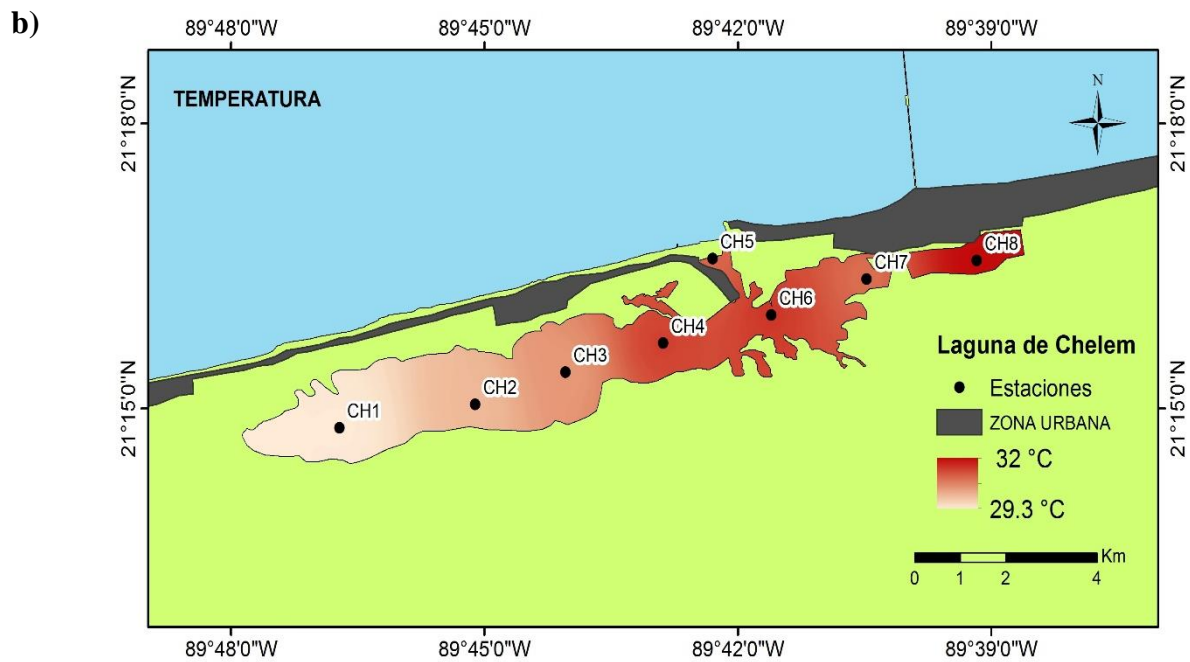 b)
89°48'0"W 89°45'0"W 89°42'0"W 89°39'0"W
TEMPERATURA
N
21°18'0"N 21°18'0"N
CH5
CH8
CH7
CH6
CH4
CH3
CH2
CH1
21°15'0"N 21°15'0"N
Laguna de Chelem
Estaciones
ZONA URBANA
32 °C
29.3 °C
Km
0 1 2 4
89°48'0"W 89°45'0"W 89°42'0"W 89°39'0"W